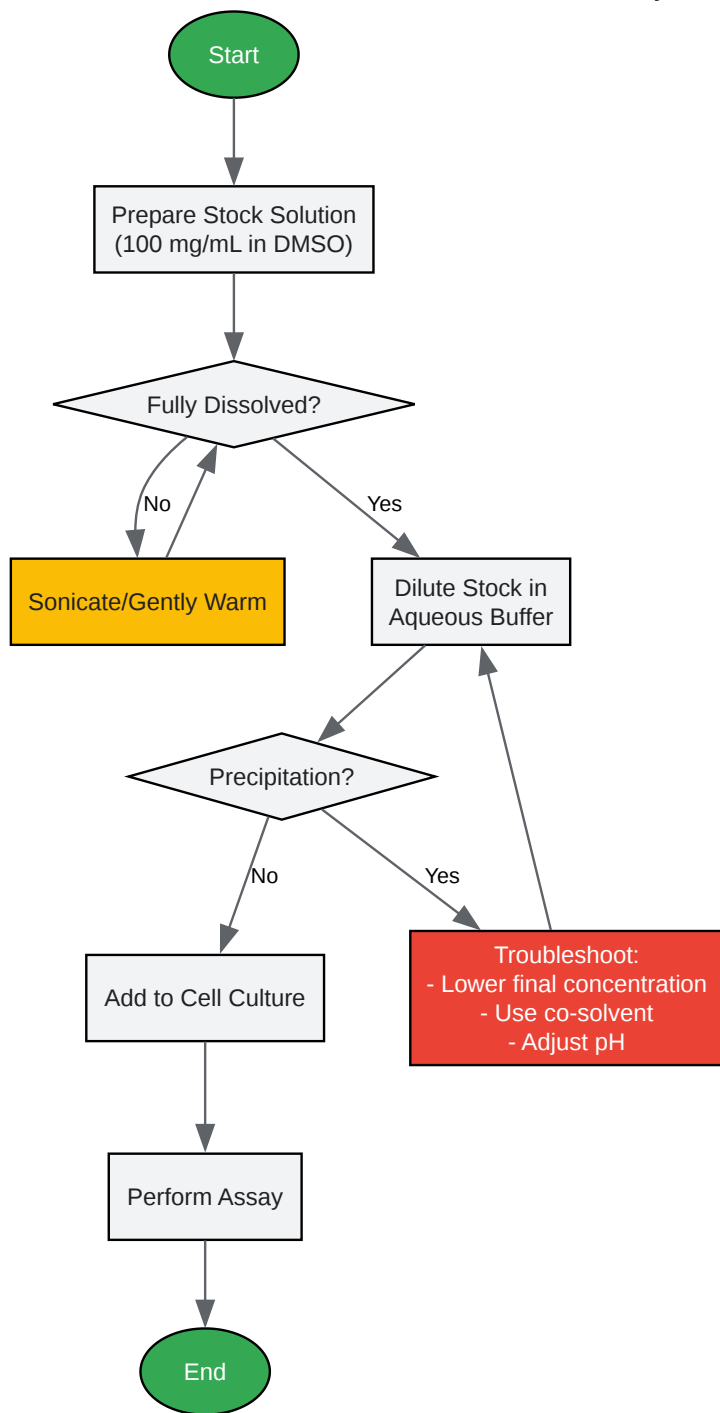 Start
Prepare Stock Solution
(100 mg/mL in DMSO)
Fully Dissolved?
No
Yes
Sonicate/Gently Warm
Dilute Stock in
Aqueous Buffer
Precipitation?
No
Yes
Add to Cell Culture
Troubleshoot:
- Lower final concentration
- Use co-solvent
- Adjust pH
Perform Assay
End